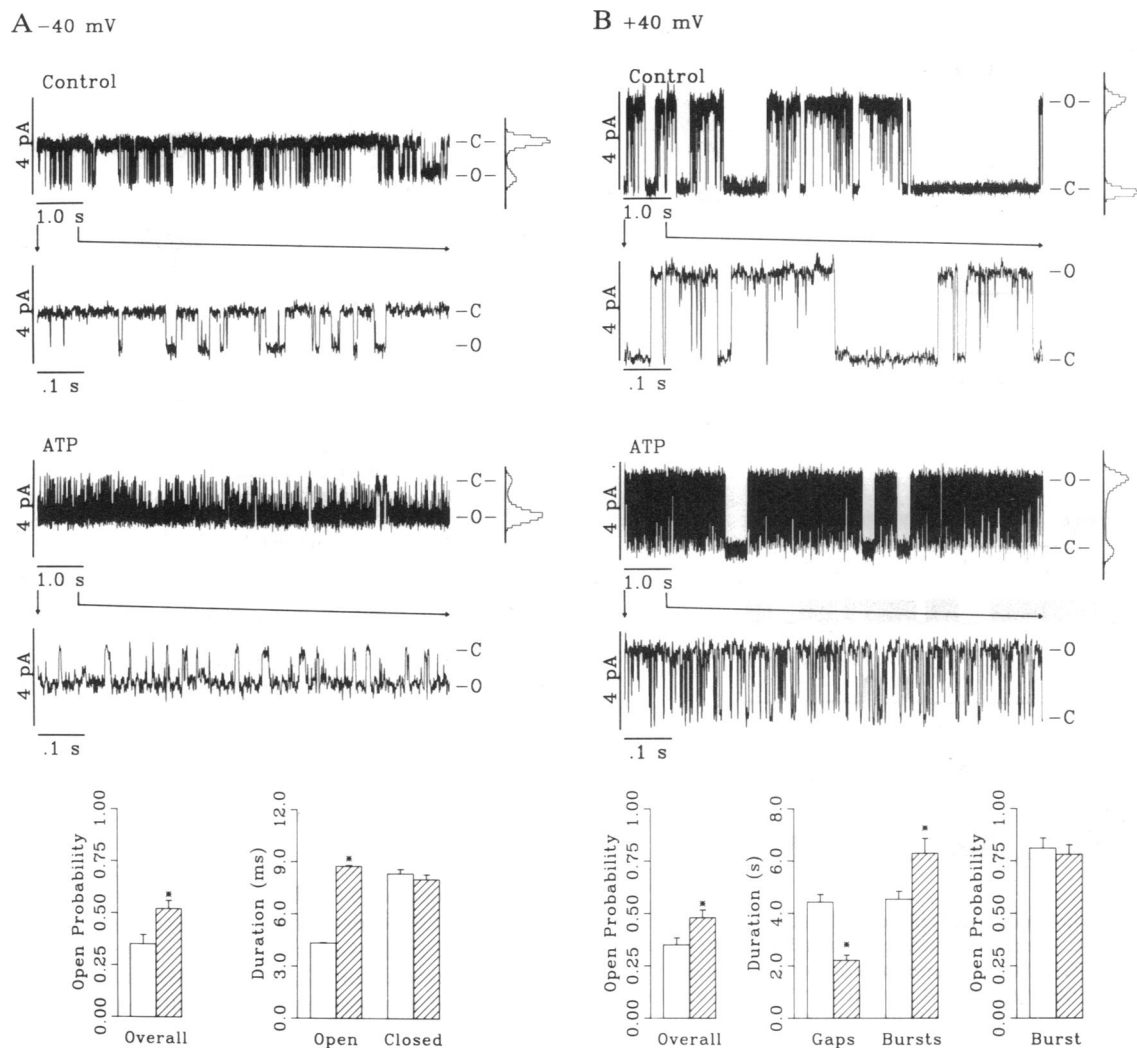 A -40 mV
Control
4 pA
-C-
-O-
1.0 s
4 pA
-C
-O
.1 s
ATP
4 pA
-C-
-O-
1.0 s
4 pA
-C
-O
.1 s
Open Probability
0.00 0.25 0.50 0.75 1.00
*
Overall
Duration (ms)
0.0 3.0 6.0 9.0 12.0
*
Open Closed
B +40 mV
Control
4 pA
-O-
-C-
1.0 s
4 pA
-O
-C
.1 s
ATP
4 pA
-O-
-C-
1.0 s
4 pA
-O
-C
.1 s
Open Probability
0.00 0.25 0.50 0.75 1.00
*
Overall
Duration (s)
0.0 2.0 4.0 6.0 8.0
*
*
Gaps Bursts
Open Probability
0.00 0.25 0.50 0.75 1.00
Burst